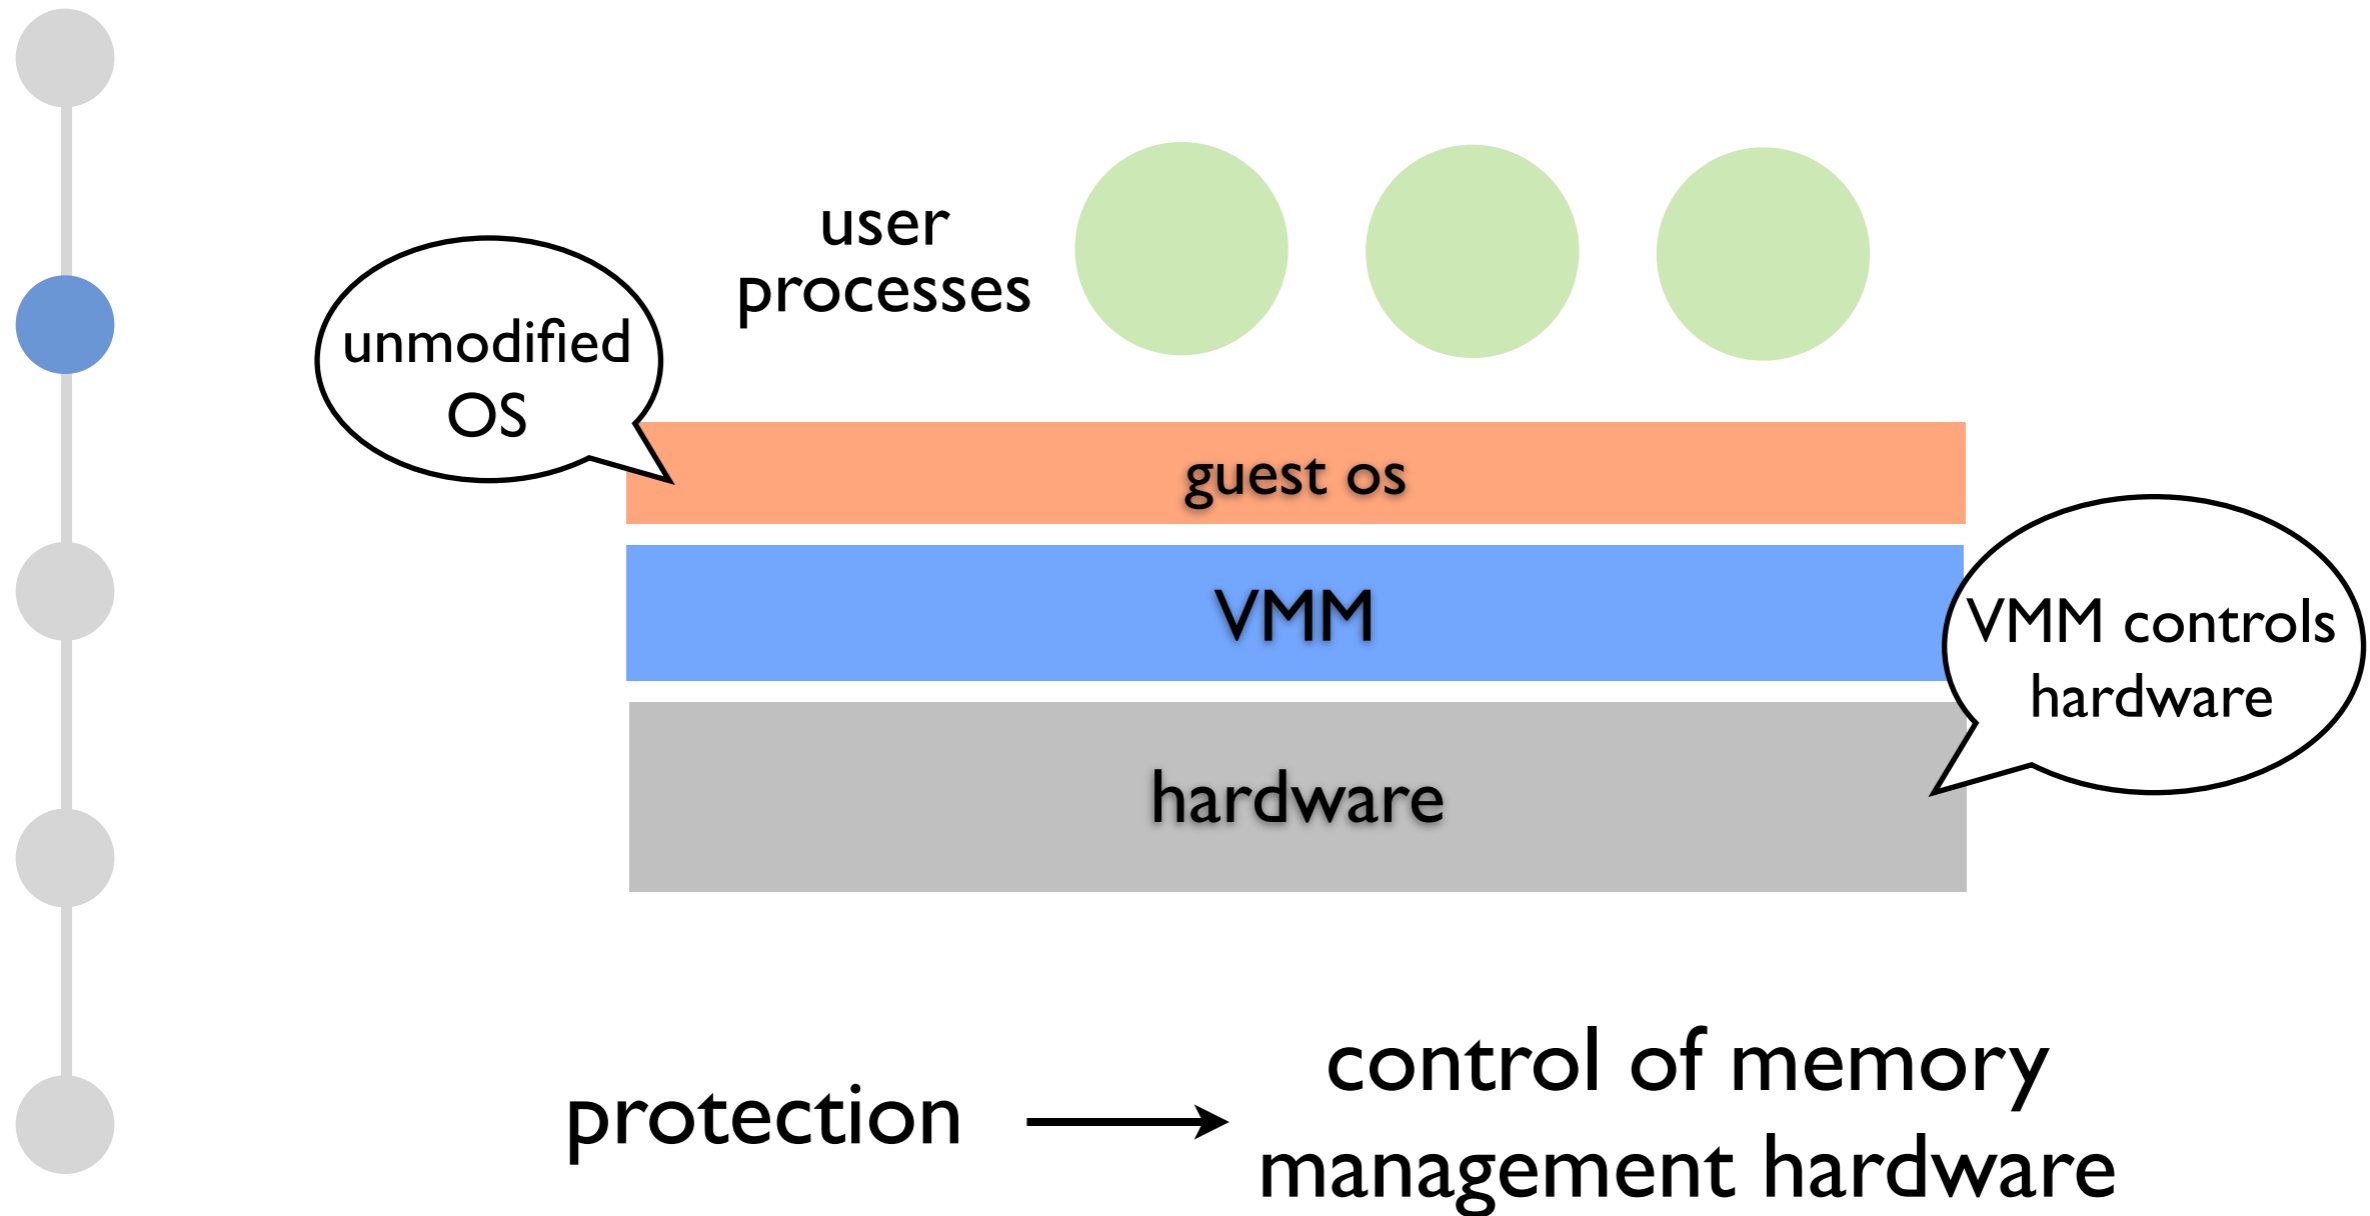 user
processes
unmodified
OS
guest os
VMM
VMM controls
hardware
hardware
protection
control of memory
management hardware